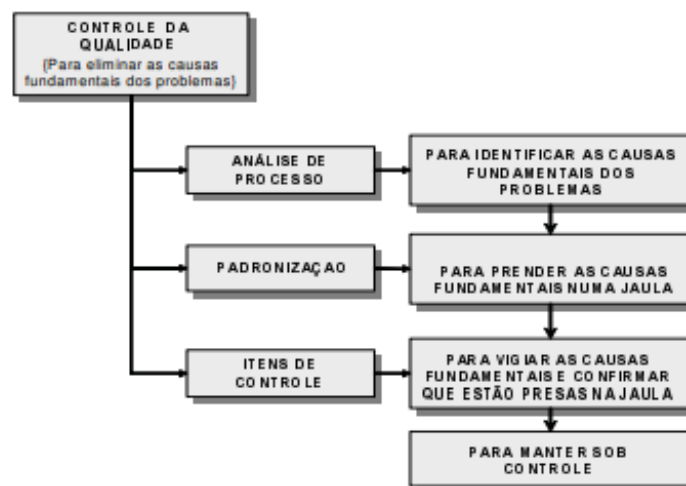 CONTROLE DA
QUALIDADE
(Para eliminar as causas
fundamentais dos problemas)
ANÁLISE DE
PROCESSO
PARA IDENTIFICAR AS CAUSAS
FUNDAMENTAIS DOS
PROBLEMAS
PADRONIZAÇAO
PARA PRENDER AS CAUSAS
FUNDAMENTAIS NUMA JAULA
ITENS DE
CONTROLE
PARA VIGIAR AS CAUSAS
FUNDAMENTAIS E CONFIRMAR
QUE ESTÃO PRESAS NA JAULA
PARA MANTER SOB
CONTROLE